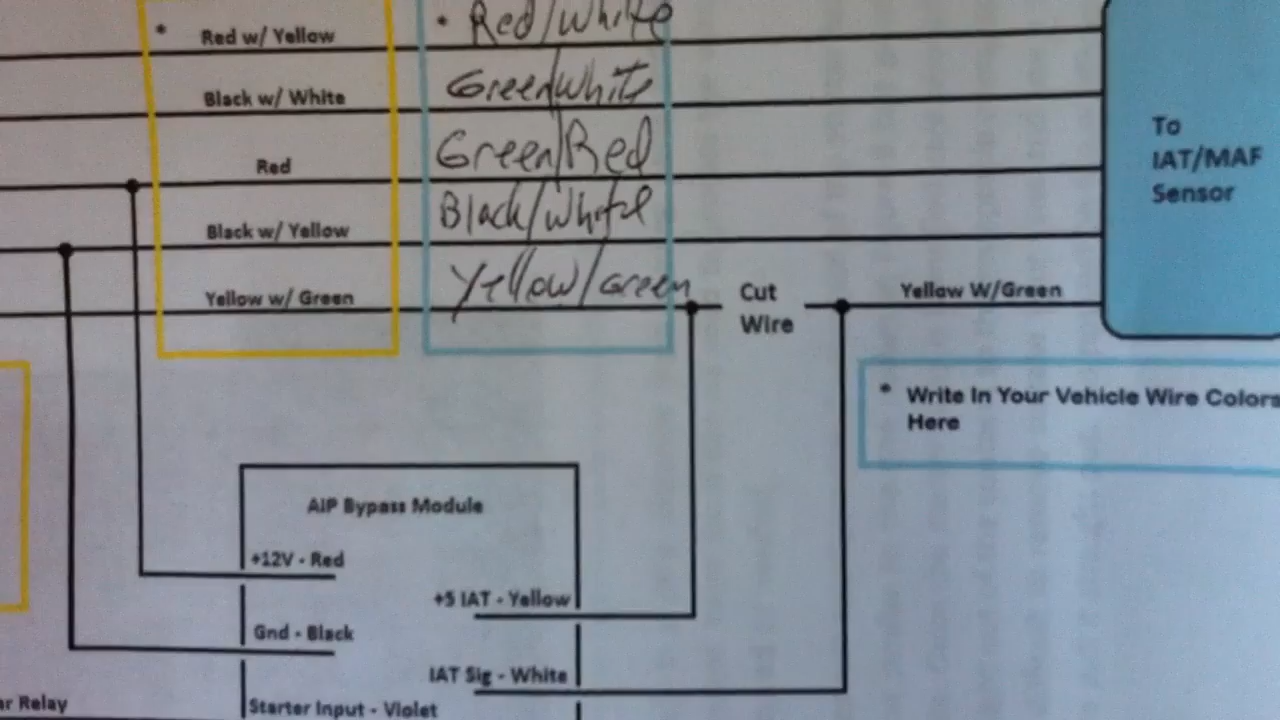 * Red w/ Yellow
* Red/White
Black w/ White
Green/White
Red
Green/Red
Black w/ Yellow
Black/White
Yellow w/ Green
Yellow/Green
To
IAT/MAF
Sensor
Cut
Wire
Yellow W/Green
* Write In Your Vehicle Wire Colors
Here
AIP Bypass Module
+12V - Red
+5 IAT - Yellow
Gnd - Black
IAT Sig - White
Starter Input - Violet
Relay